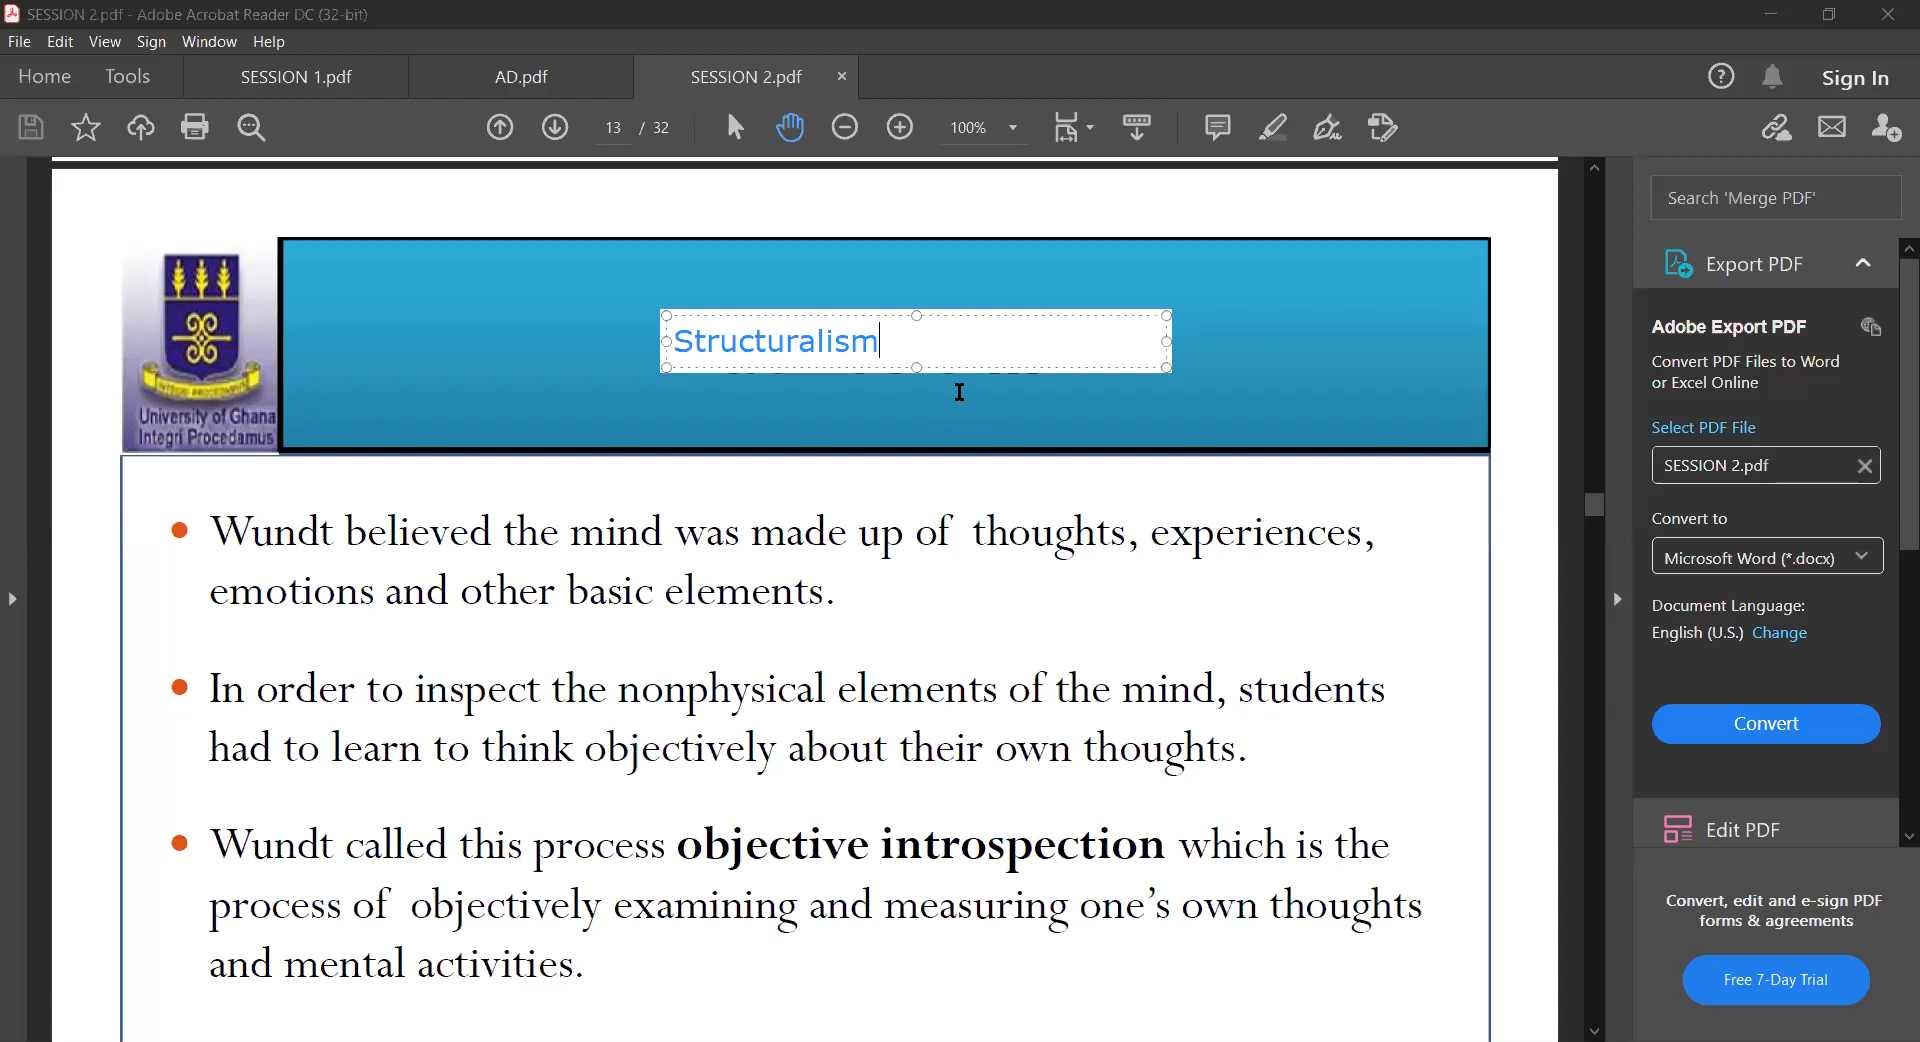 SESSION 2.pdf - Adobe Acrobat Reader DC (32-bit)
File Edit View Sign Window Help
Home Tools SESSION 1.pdf AD.pdf SESSION 2.pdf Sign In
13 / 32 100%
Search 'Merge PDF'
Export PDF
Adobe Export PDF
Convert PDF Files to Word
or Excel Online
Select PDF File
SESSION 2.pdf
Convert to
Microsoft Word (*.docx)
Document Language:
English (U.S.) Change
Convert
Edit PDF
Convert, edit and e-sign PDF
forms & agreements
Free 7-Day Trial
University of Ghana
Integri Procedamus
Structuralism
Wundt believed the mind was made up of thoughts, experiences,
emotions and other basic elements.
In order to inspect the nonphysical elements of the mind, students
had to learn to think objectively about their own thoughts.
Wundt called this process objective introspection which is the
process of objectively examining and measuring one’s own thoughts
and mental activities.